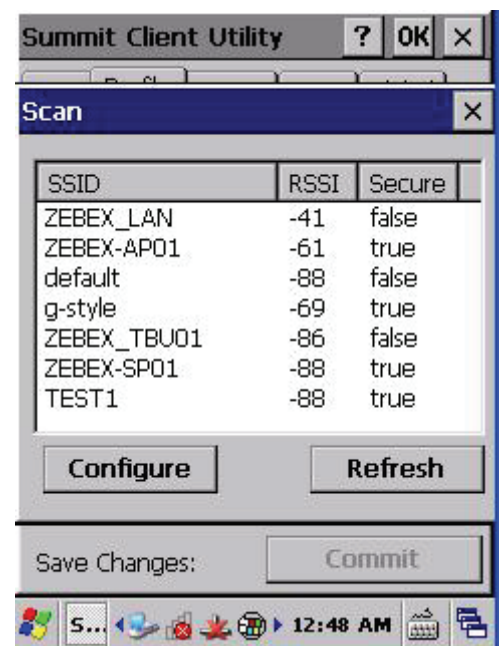 Summit Client Utility ? OK ×
Scan ×
SSID RSSI Secure
ZEBEX_LAN -41 false
ZEBEX-AP01 -61 true
default -88 false
g-style -69 true
ZEBEX_TBU01 -86 false
ZEBEX-SP01 -88 true
TEST1 -88 true
Configure Refresh
Save Changes: Commit
S... 12:48 AM